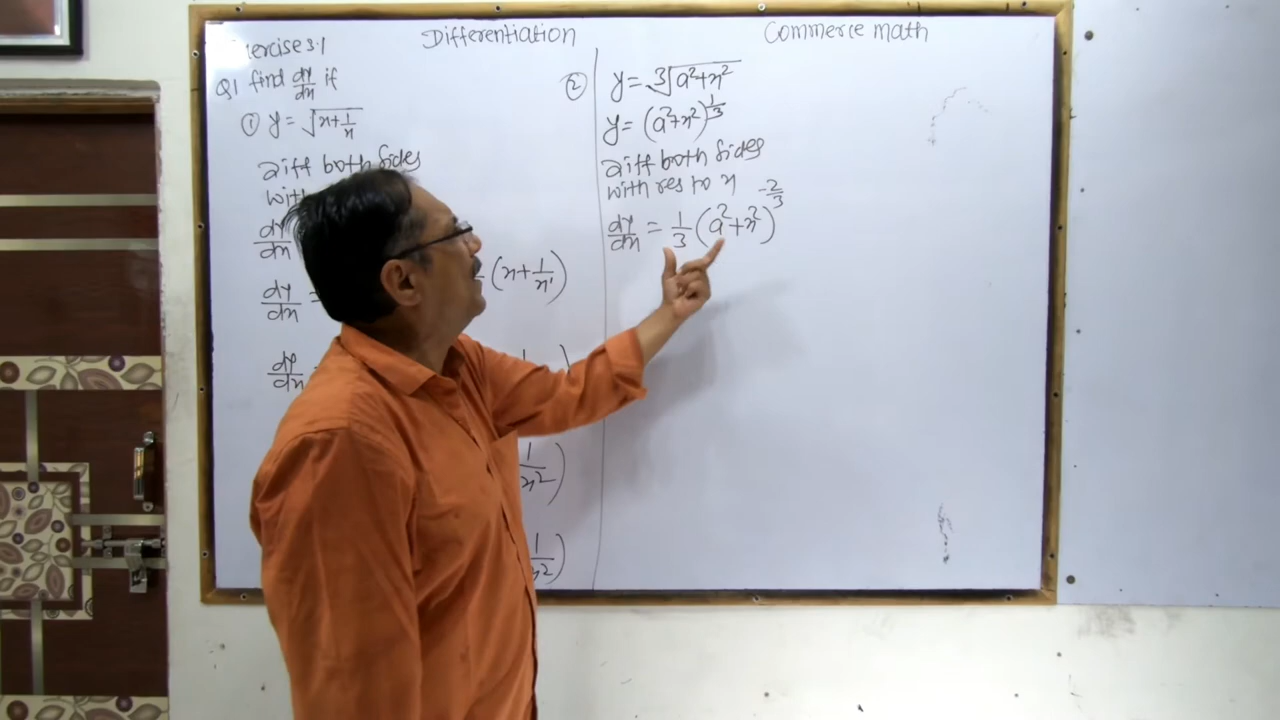 Differentiation
Commerce math
ercise 3.1
Q1 find dy/dx if
① y = √(x+1/x)
diff both sides
with
dy/dx
dy/dx = (x+1/x¹)
dy/dx =
1/x²)
1/x²)
② y = ³√(a²+x²)
y = (a²+x²)^(1/3)
diff both sides
with res to x
dy/dx = 1/3 (a²+x²)^(-2/3)